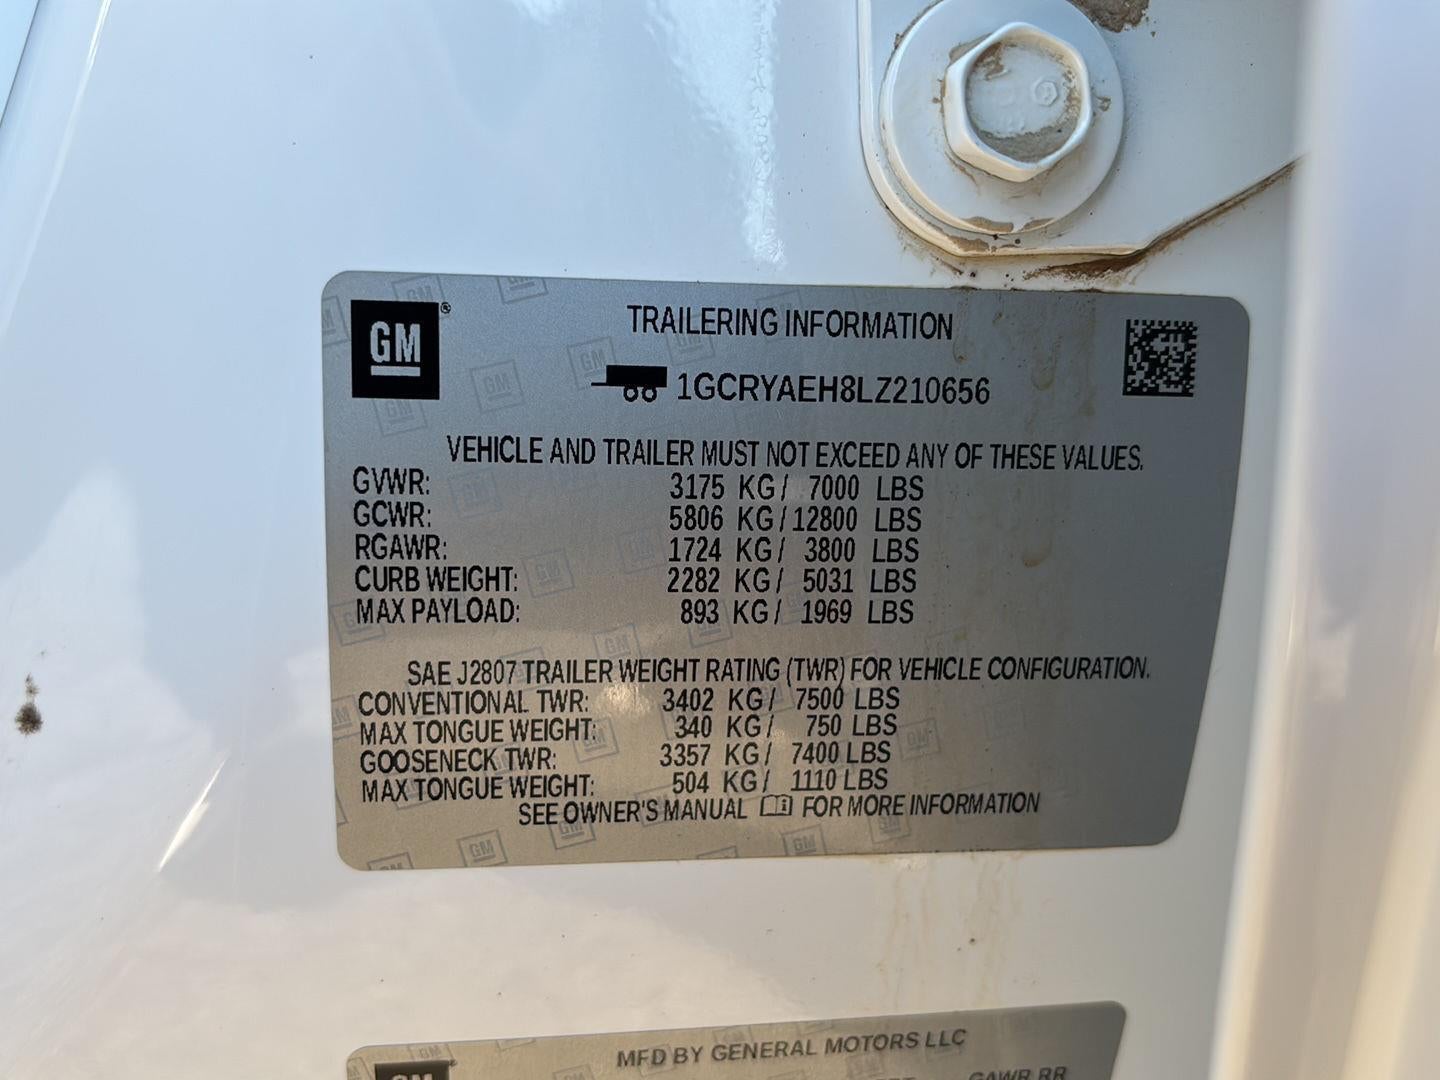 GM®
TRAILERING INFORMATION
1GCRYAEH8LZ210656
VEHICLE AND TRAILER MUST NOT EXCEED ANY OF THESE VALUES.
GVWR: 3175 KG/ 7000 LBS
GCWR: 5806 KG/12800 LBS
RGAWR: 1724 KG/ 3800 LBS
CURB WEIGHT: 2282 KG/ 5031 LBS
MAX PAYLOAD: 893 KG/ 1969 LBS
SAE J2807 TRAILER WEIGHT RATING (TWR) FOR VEHICLE CONFIGURATION.
CONVENTIONAL TWR: 3402 KG/ 7500 LBS
MAX TONGUE WEIGHT: 340 KG/ 750 LBS
GOOSENECK TWR: 3357 KG/ 7400 LBS
MAX TONGUE WEIGHT: 504 KG/ 1110 LBS
SEE OWNER'S MANUAL FOR MORE INFORMATION
MFD BY GENERAL MOTORS LLC
GM
GAWR RR